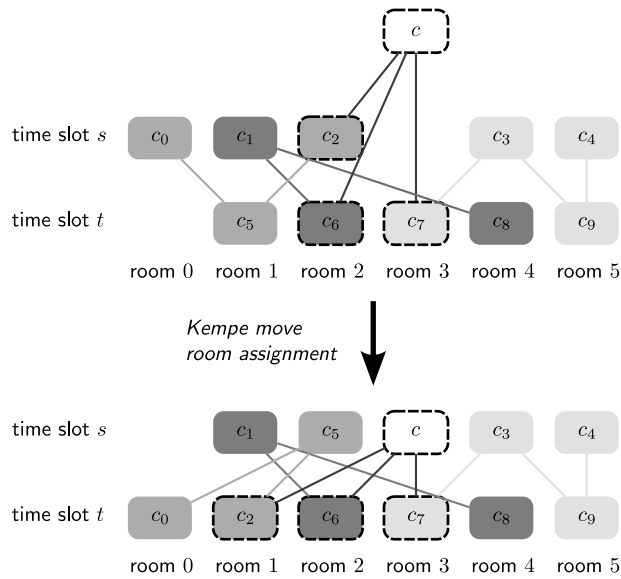 c
time slot s c₀ c₁ c₂ c₃ c₄
time slot t c₅ c₆ c₇ c₈ c₉
room 0 room 1 room 2 room 3 room 4 room 5
Kempe move
room assignment
time slot s c₁ c₅ c c₃ c₄
time slot t c₀ c₂ c₆ c₇ c₈ c₉
room 0 room 1 room 2 room 3 room 4 room 5